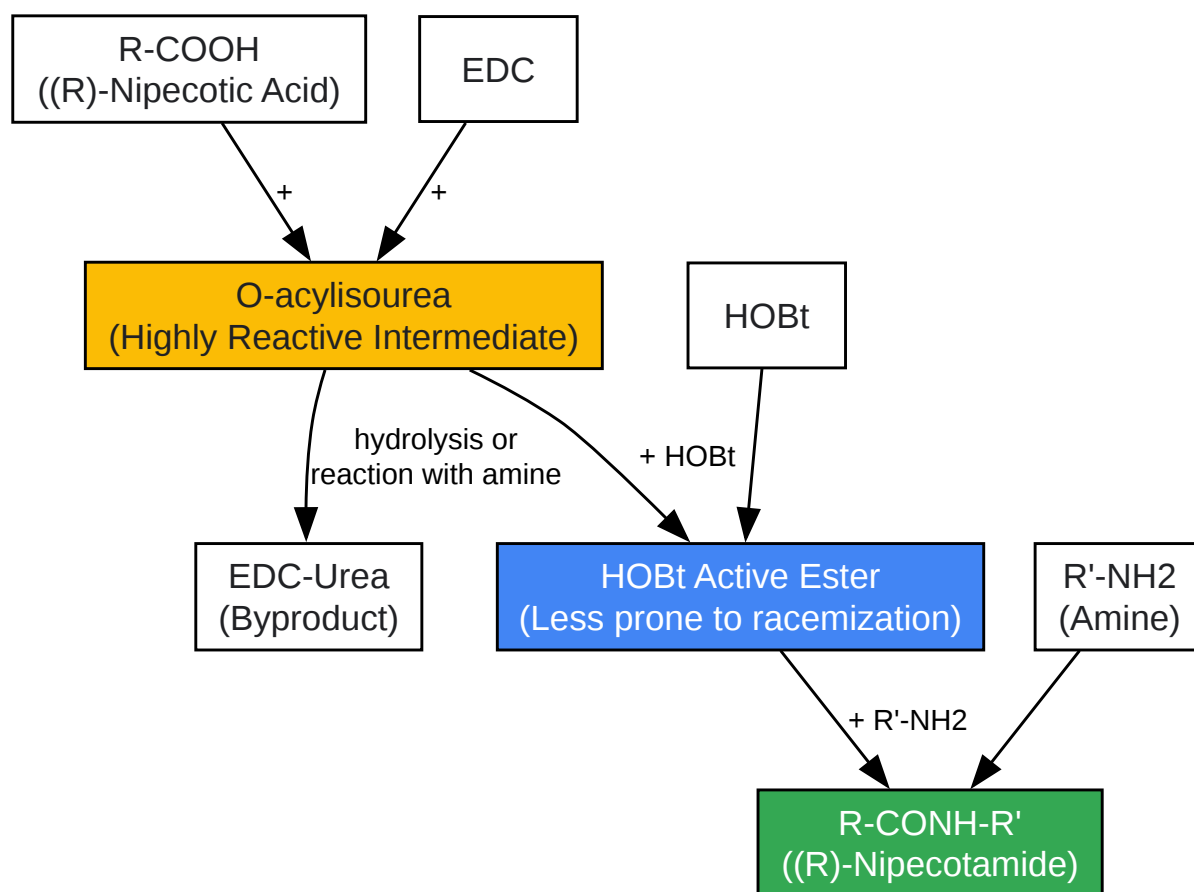 R-COOH
((R)-Nipecotic Acid)
EDC
+
+
O-acylisourea
(Highly Reactive Intermediate)
HOBt
hydrolysis or
reaction with amine
+ HOBt
EDC-Urea
(Byproduct)
HOBt Active Ester
(Less prone to racemization)
R'-NH2
(Amine)
+ R'-NH2
R-CONH-R'
((R)-Nipecotamide)